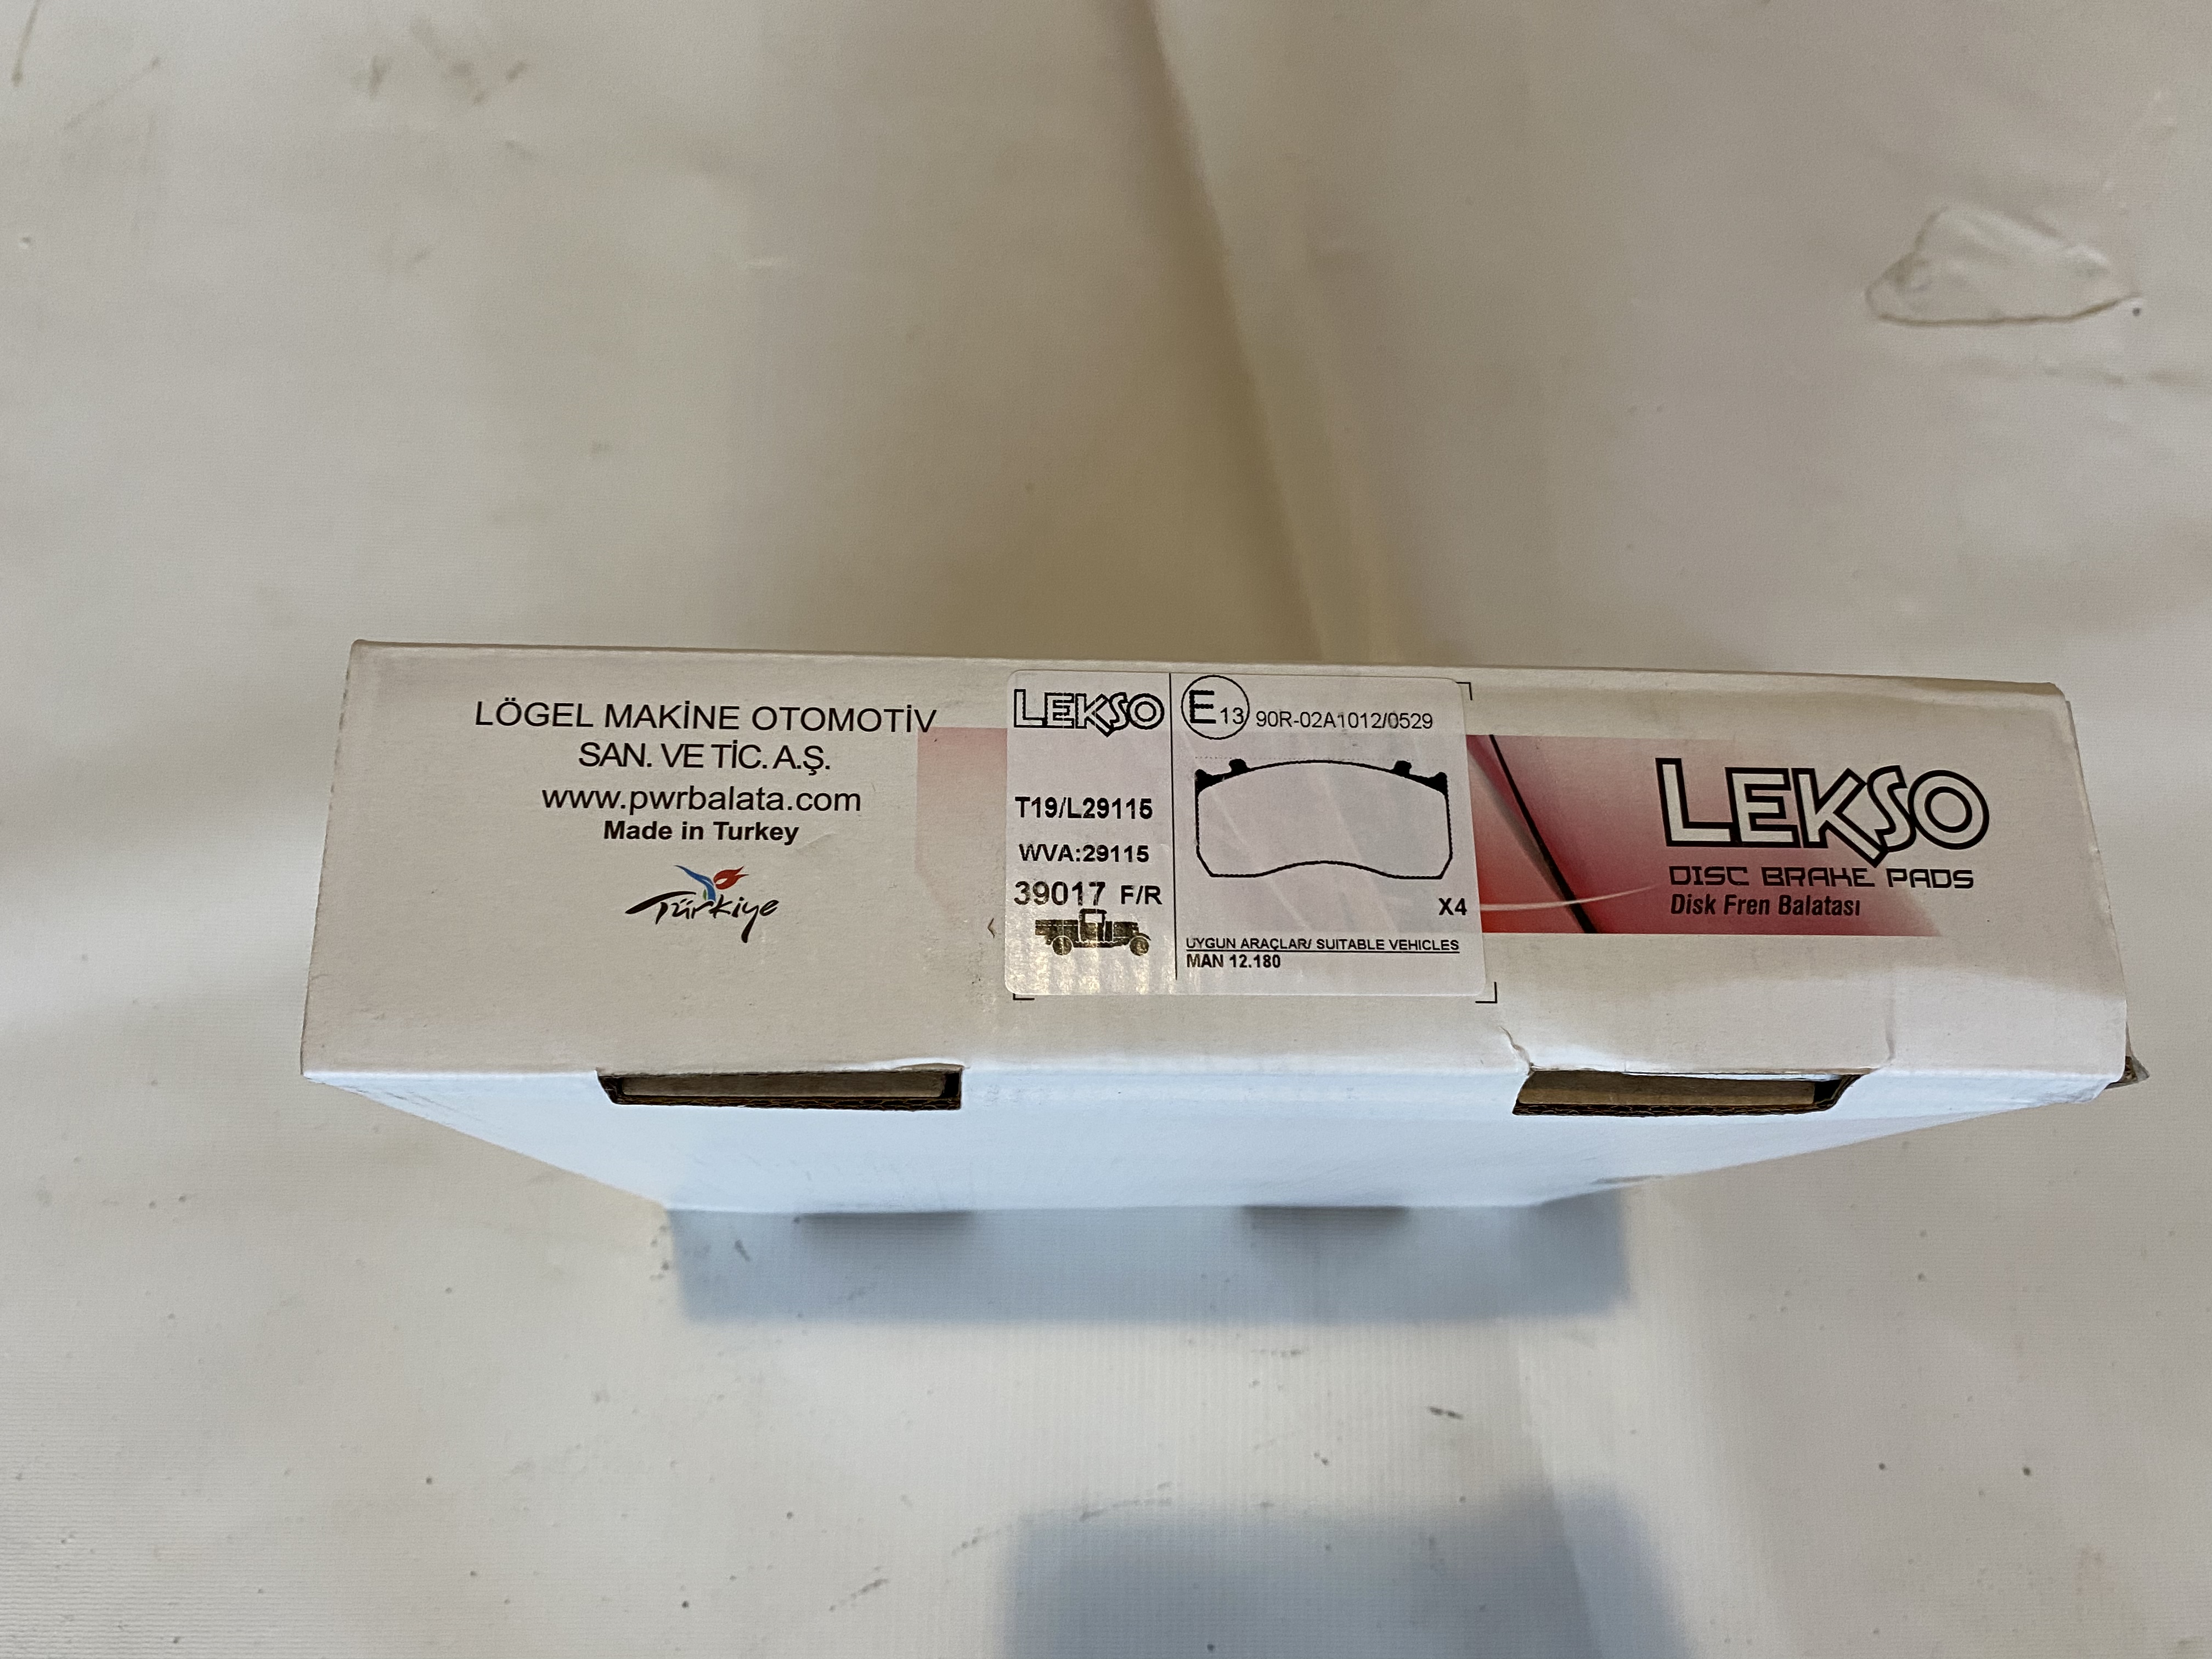 LÖGEL MAKİNE OTOMOTİV
SAN. VE TİC. A.Ş.
www.pwrbalata.com
Made in Turkey
Türkiye
LEKSO
T19/L29115
WVA:29115
39017 F/R
E13 90R-02A1012/0529
X4
UYGUN ARAÇLAR/ SUITABLE VEHICLES
MAN 12.180
LEKSO
DISC BRAKE PADS
Disk Fren Balatası